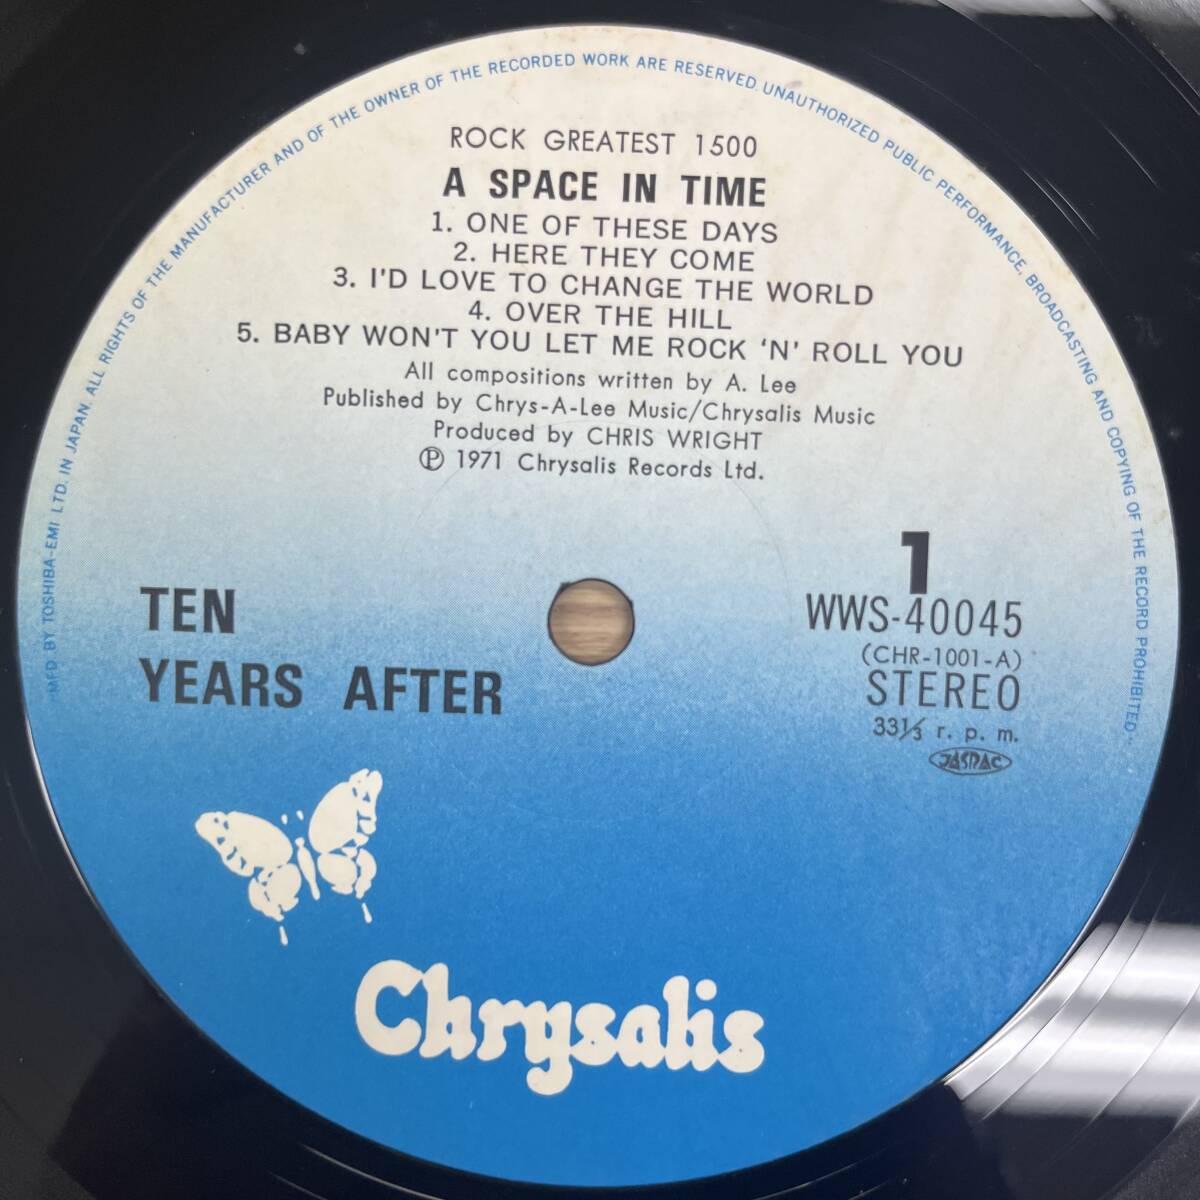 MFD BY TOSHIBA-EMI LTD. IN JAPAN. ALL RIGHTS OF THE MANUFACTURER AND OF THE OWNER OF THE RECORDED WORK ARE RESERVED. UNAUTHORIZED PUBLIC PERFORMANCE, BROADCASTING AND COPYING OF THE RECORD PROHIBITED
ROCK GREATEST 1500
A SPACE IN TIME
1. ONE OF THESE DAYS
2. HERE THEY COME
3. I'D LOVE TO CHANGE THE WORLD
4. OVER THE HILL
5. BABY WON'T YOU LET ME ROCK 'N' ROLL YOU
All compositions written by A. Lee
Published by Chrys-A-Lee Music/Chrysalis Music
Produced by CHRIS WRIGHT
℗ 1971 Chrysalis Records Ltd.
TEN
YEARS AFTER
1
WWS-40045
(CHR-1001-A)
STEREO
33⅓ r. p. m.
JASRAC
Chrysalis